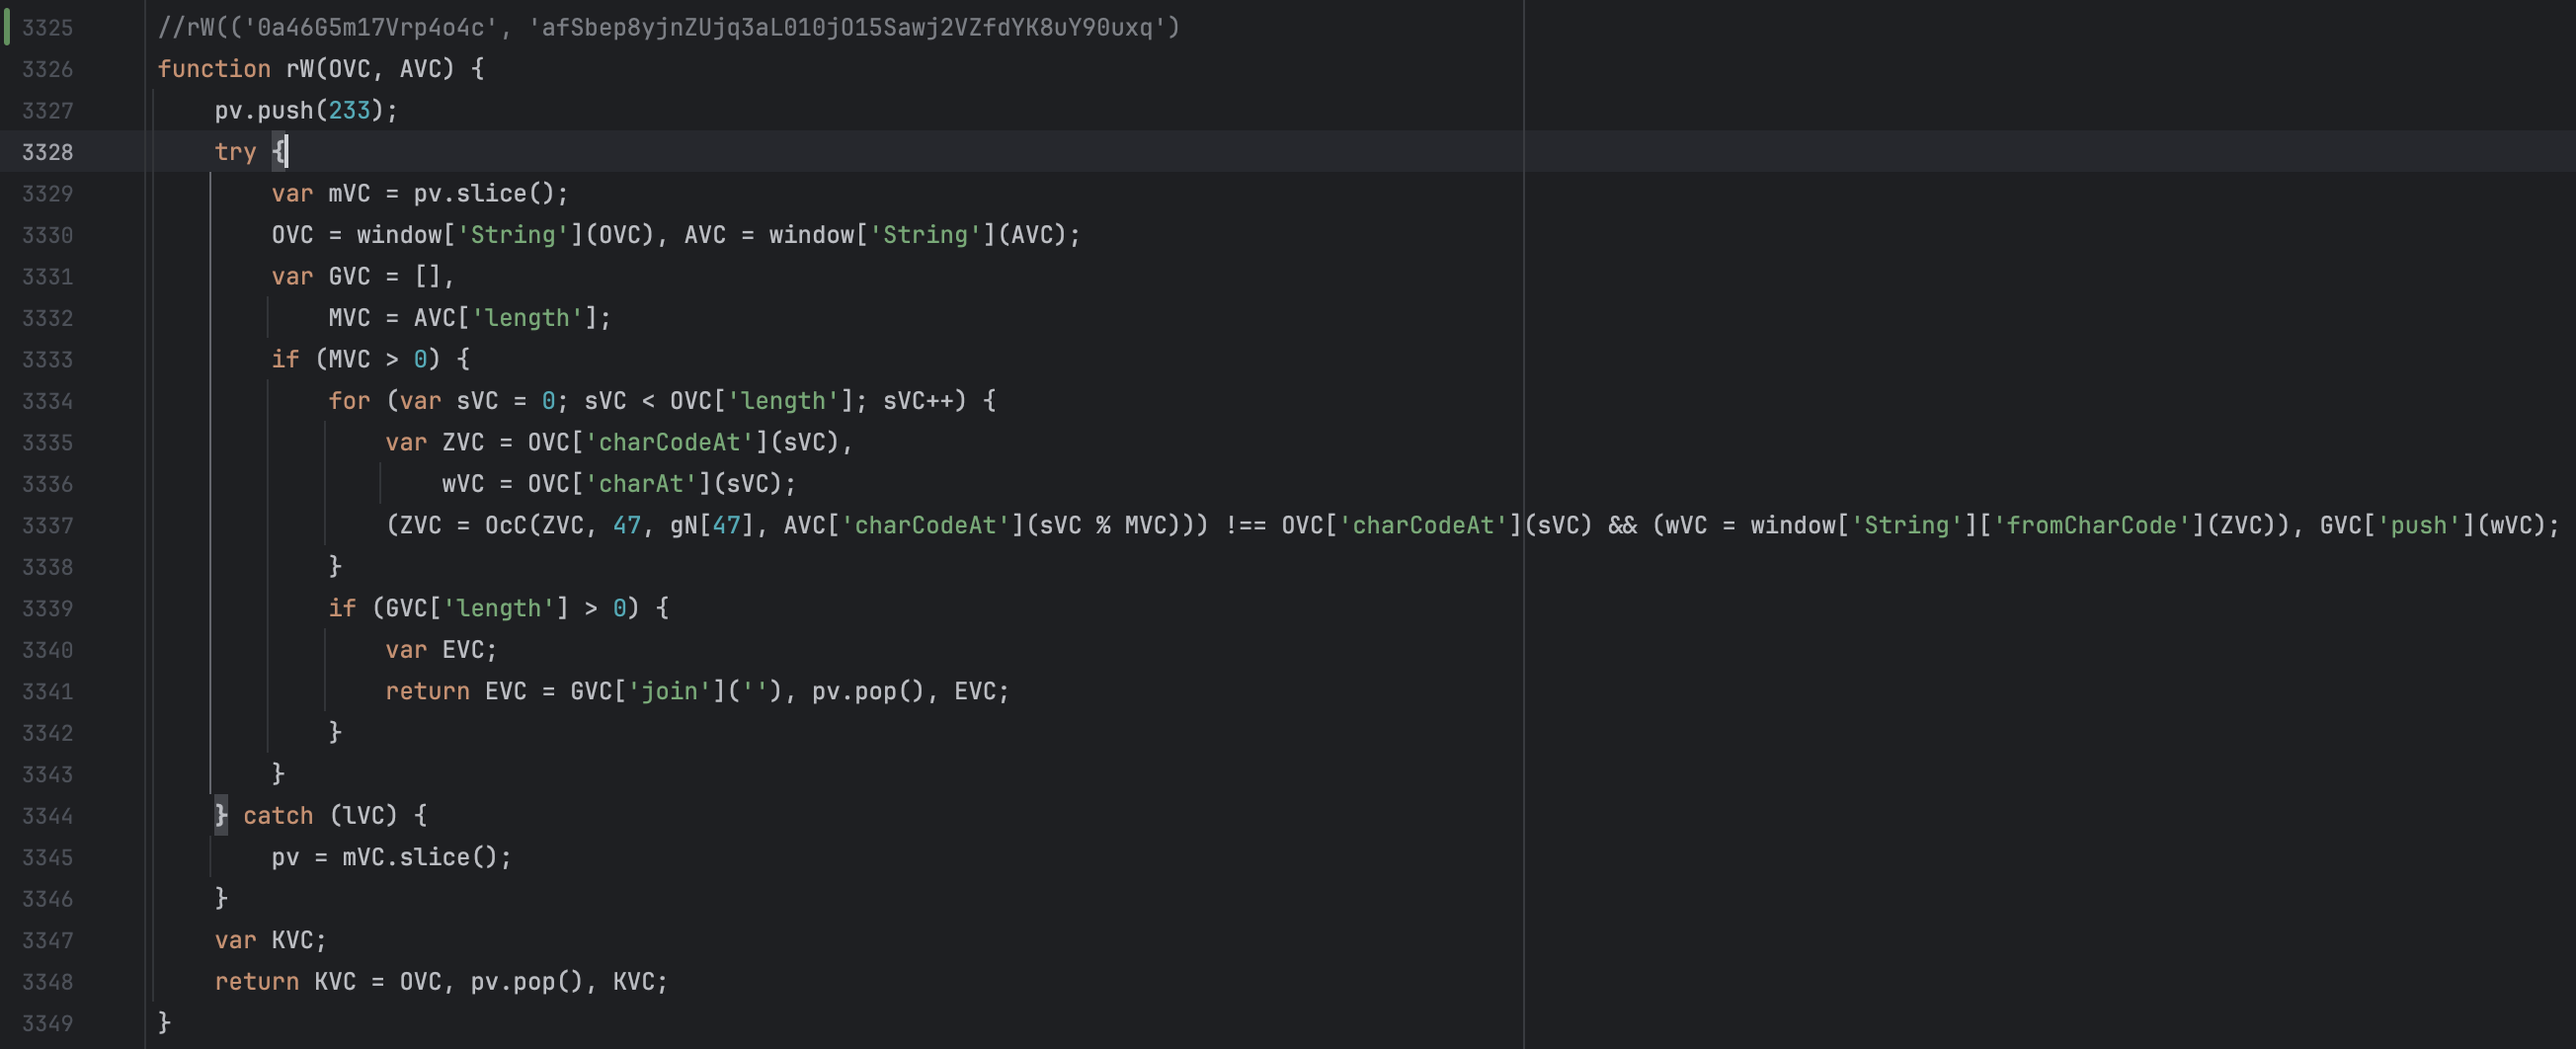 3325 //rW(('0a46G5m17Vrp4o4c', 'afSbep8yjnZUjq3aL010jO15Sawj2VZfdYK8uY90uxq')
3326 function rW(OVC, AVC) {
3327 pv.push(233);
3328 try {
3329 var mVC = pv.slice();
3330 OVC = window['String'](OVC), AVC = window['String'](AVC);
3331 var GVC = [],
3332 MVC = AVC['length'];
3333 if (MVC > 0) {
3334 for (var sVC = 0; sVC < OVC['length']; sVC++) {
3335 var ZVC = OVC['charCodeAt'](sVC),
3336 wVC = OVC['charAt'](sVC);
3337 (ZVC = OcC(ZVC, 47, gN[47], AVC['charCodeAt'](sVC % MVC))) !== OVC['charCodeAt'](sVC) && (wVC = window['String']['fromCharCode'](ZVC)), GVC['push'](wVC);
3338 }
3339 if (GVC['length'] > 0) {
3340 var EVC;
3341 return EVC = GVC['join'](''), pv.pop(), EVC;
3342 }
3343 }
3344 } catch (lVC) {
3345 pv = mVC.slice();
3346 }
3347 var KVC;
3348 return KVC = OVC, pv.pop(), KVC;
3349 }